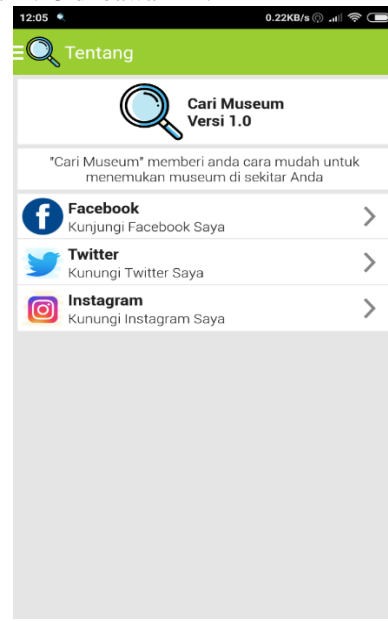 12:05 0.22KB/s
Tentang
Cari Museum
Versi 1.0
"Cari Museum" memberi anda cara mudah untuk
menemukan museum di sekitar Anda
Facebook
Kunjungi Facebook Saya
Twitter
Kunungi Twitter Saya
Instagram
Kunungi Instagram Saya